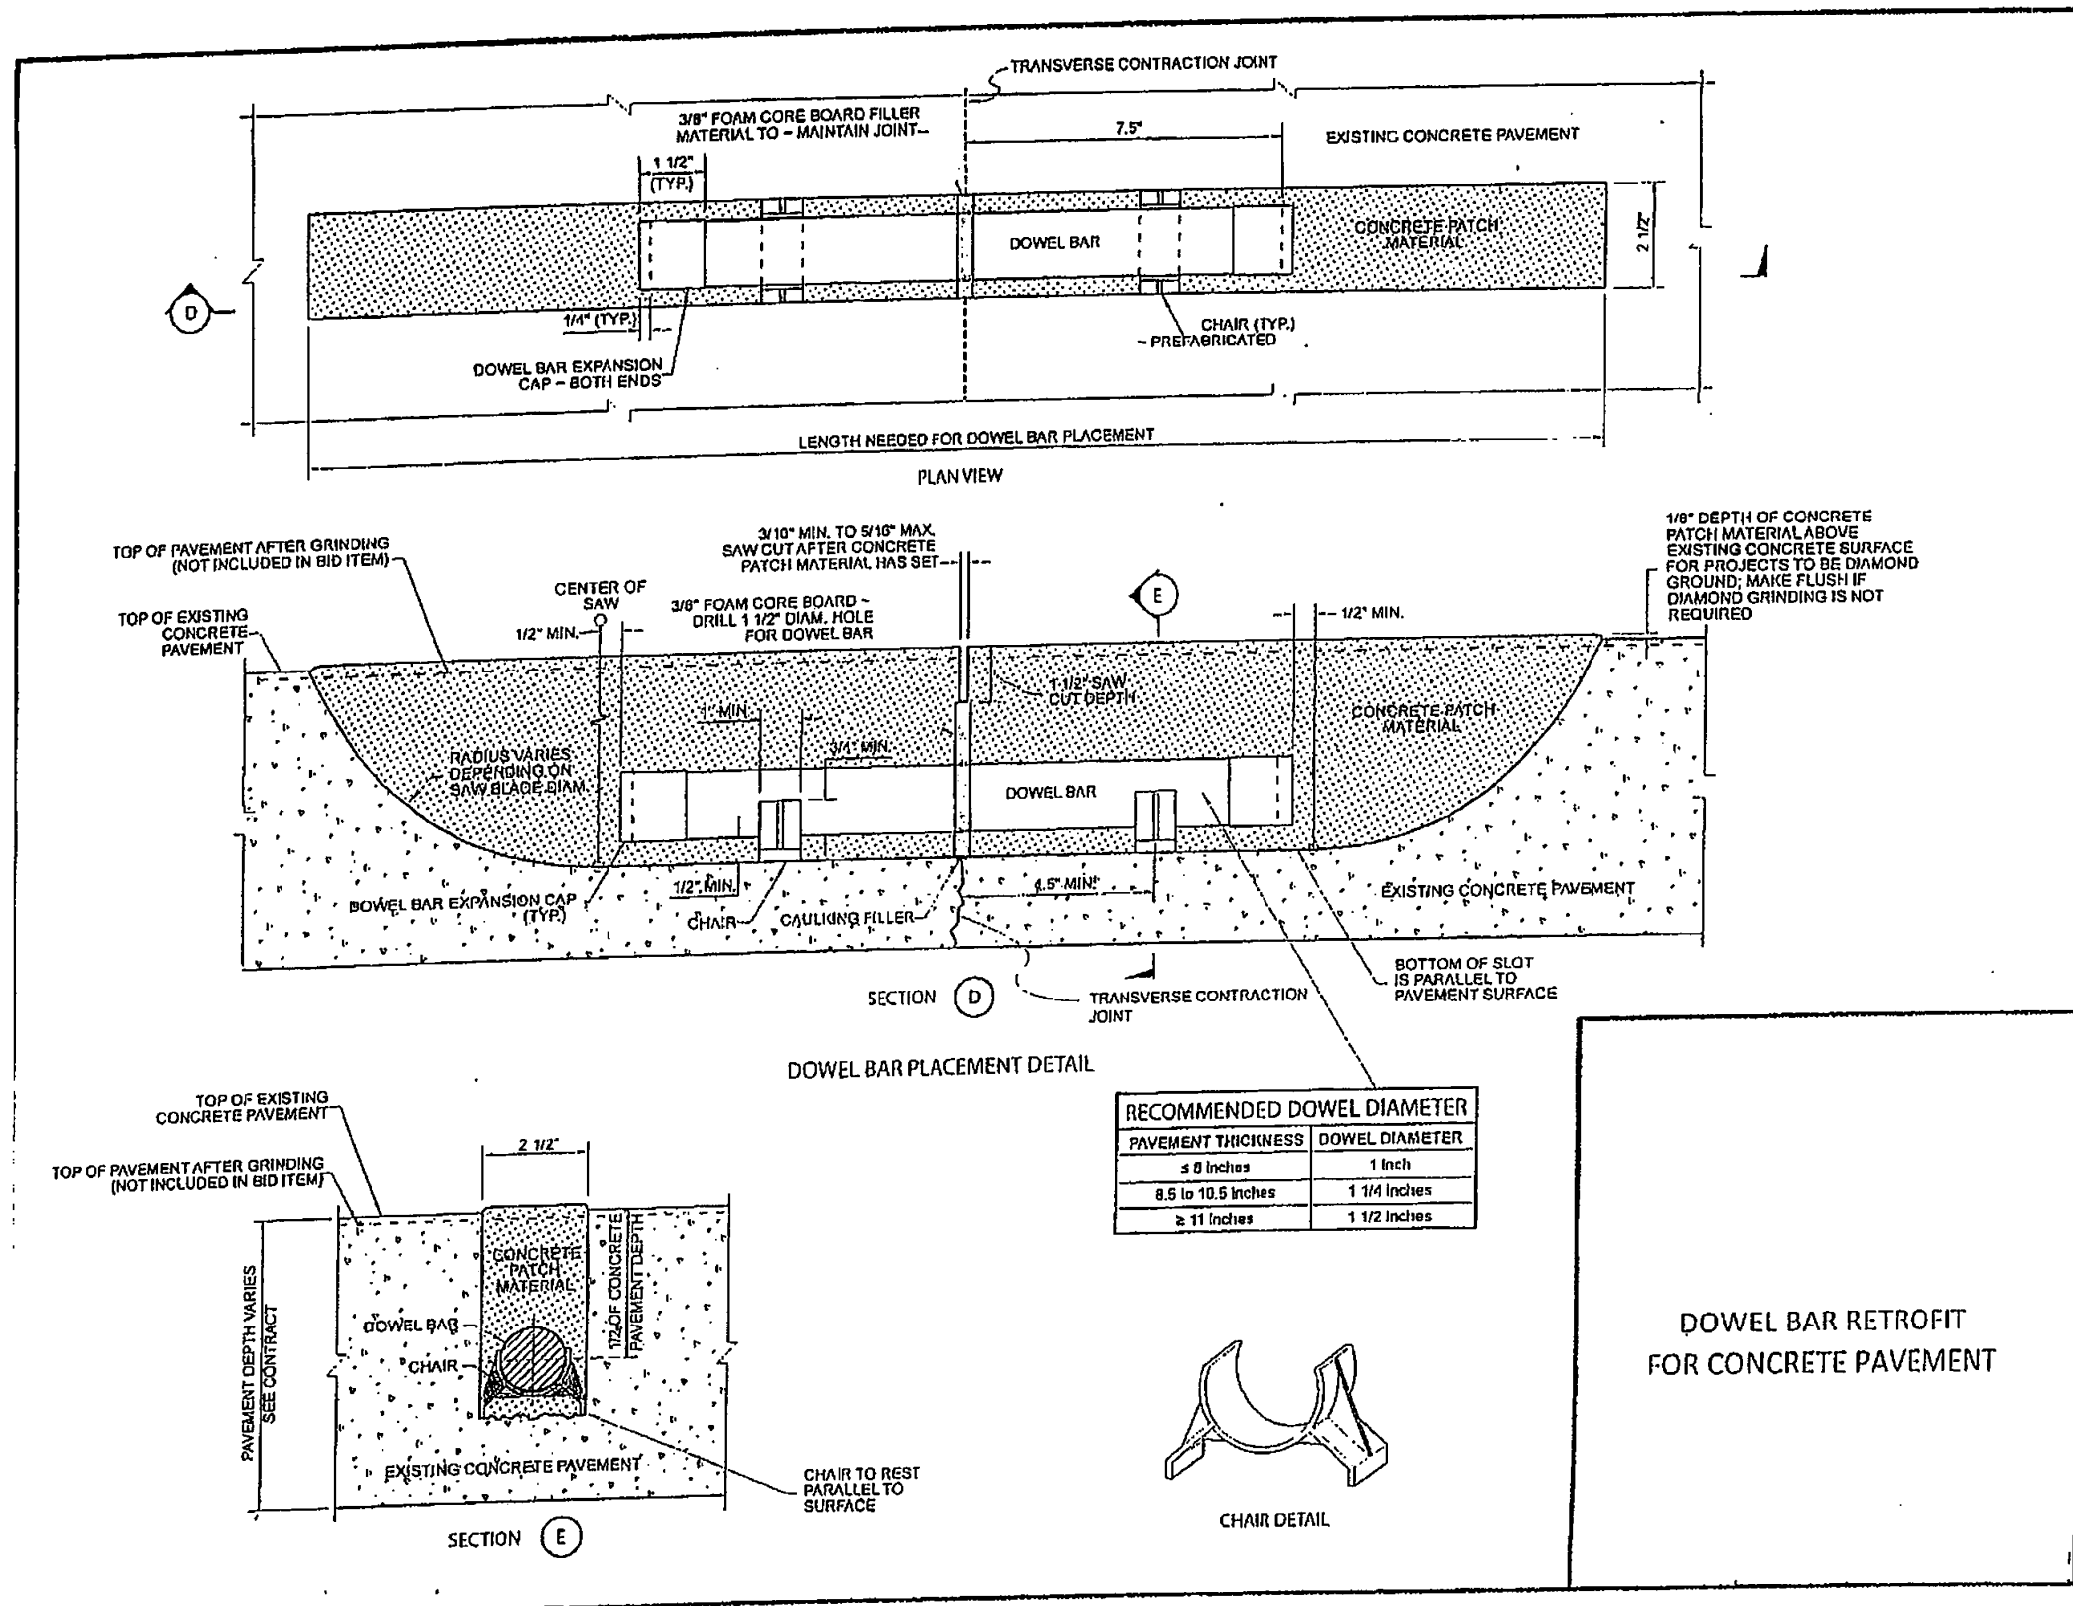 TRANSVERSE CONTRACTION JOINT
3/8" FOAM CORE BOARD FILLER
MATERIAL TO – MAINTAIN JOINT
7.5"
EXISTING CONCRETE PAVEMENT
1 1/2"
(TYP.)
DOWEL BAR
CONCRETE PATCH
MATERIAL
2 1/2"
D
1/4" (TYP.)
CHAIR (TYP.)
– PREFABRICATED
DOWEL BAR EXPANSION
CAP – BOTH ENDS
LENGTH NEEDED FOR DOWEL BAR PLACEMENT
PLAN VIEW
TOP OF PAVEMENT AFTER GRINDING
(NOT INCLUDED IN BID ITEM)
TOP OF EXISTING
CONCRETE
PAVEMENT
CENTER OF
SAW
1/2" MIN.
3/10" MIN. TO 5/16" MAX.
SAW CUT AFTER CONCRETE
PATCH MATERIAL HAS SET
3/8" FOAM CORE BOARD –
DRILL 1 1/2" DIAM. HOLE
FOR DOWEL BAR
E
1/2" MIN.
1/8" DEPTH OF CONCRETE
PATCH MATERIAL ABOVE
EXISTING CONCRETE SURFACE
FOR PROJECTS TO BE DIAMOND
GROUND; MAKE FLUSH IF
DIAMOND GRINDING IS NOT
REQUIRED
1 1/2" SAW
CUT DEPTH
1" MIN.
3/4" MIN.
CONCRETE PATCH
MATERIAL
RADIUS VARIES
DEPENDING ON
SAW BLADE DIAM.
DOWEL BAR
DOWEL BAR EXPANSION CAP
(TYP.)
1/2" MIN.
CHAIR
CAULKING FILLER
4.5" MIN.
EXISTING CONCRETE PAVEMENT
SECTION D
TRANSVERSE CONTRACTION
JOINT
BOTTOM OF SLOT
IS PARALLEL TO
PAVEMENT SURFACE
DOWEL BAR PLACEMENT DETAIL
RECOMMENDED DOWEL DIAMETER
PAVEMENT THICKNESS DOWEL DIAMETER
≤ 8 Inches 1 Inch
8.5 to 10.5 Inches 1 1/4 Inches
≥ 11 Inches 1 1/2 Inches
TOP OF EXISTING
CONCRETE PAVEMENT
TOP OF PAVEMENT AFTER GRINDING
(NOT INCLUDED IN BID ITEM)
2 1/2"
PAVEMENT DEPTH VARIES
SEE CONTRACT
CONCRETE
PATCH
MATERIAL
1/2 OF CONCRETE
PAVEMENT DEPTH
DOWEL BAR
CHAIR
EXISTING CONCRETE PAVEMENT
CHAIR TO REST
PARALLEL TO
SURFACE
SECTION E
CHAIR DETAIL
DOWEL BAR RETROFIT
FOR CONCRETE PAVEMENT